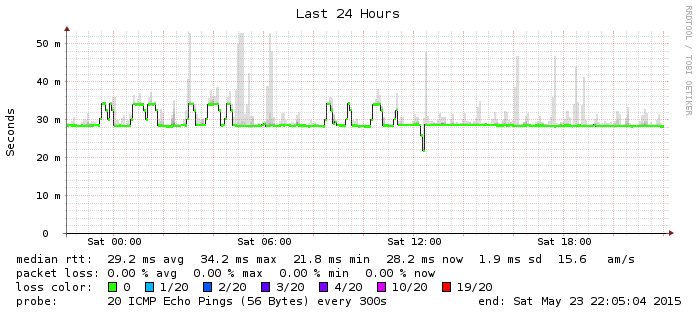 Last 24 Hours
RRDTOOL / TOBI OETIKER
Seconds
50 m
40 m
30 m
20 m
10 m
0
Sat 00:00 Sat 06:00 Sat 12:00 Sat 18:00
median rtt: 29.2 ms avg 34.2 ms max 21.8 ms min 28.2 ms now 1.9 ms sd 15.6 am/s
packet loss: 0.00 % avg 0.00 % max 0.00 % min 0.00 % now
loss color: 0 1/20 2/20 3/20 4/20 10/20 19/20
probe: 20 ICMP Echo Pings (56 Bytes) every 300s end: Sat May 23 22:05:04 2015